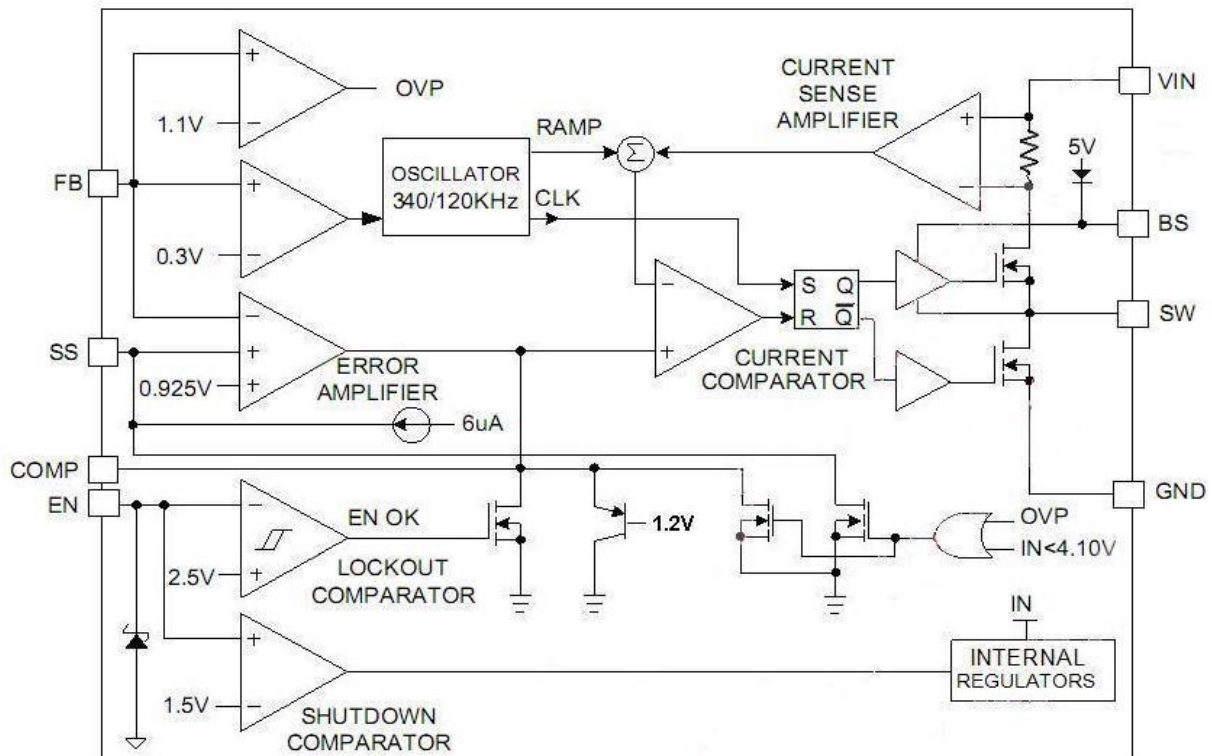 OVP
1.1V
FB
0.3V
OSCILLATOR
340/120KHz
RAMP
CLK
Σ
CURRENT
SENSE
AMPLIFIER
VIN
5V
BS
SW
S Q
R Q̅
CURRENT
COMPARATOR
SS
0.925V
ERROR
AMPLIFIER
6uA
COMP
EN
EN OK
2.5V
LOCKOUT
COMPARATOR
1.2V
GND
OVP
IN<4.10V
IN
INTERNAL
REGULATORS
1.5V
SHUTDOWN
COMPARATOR